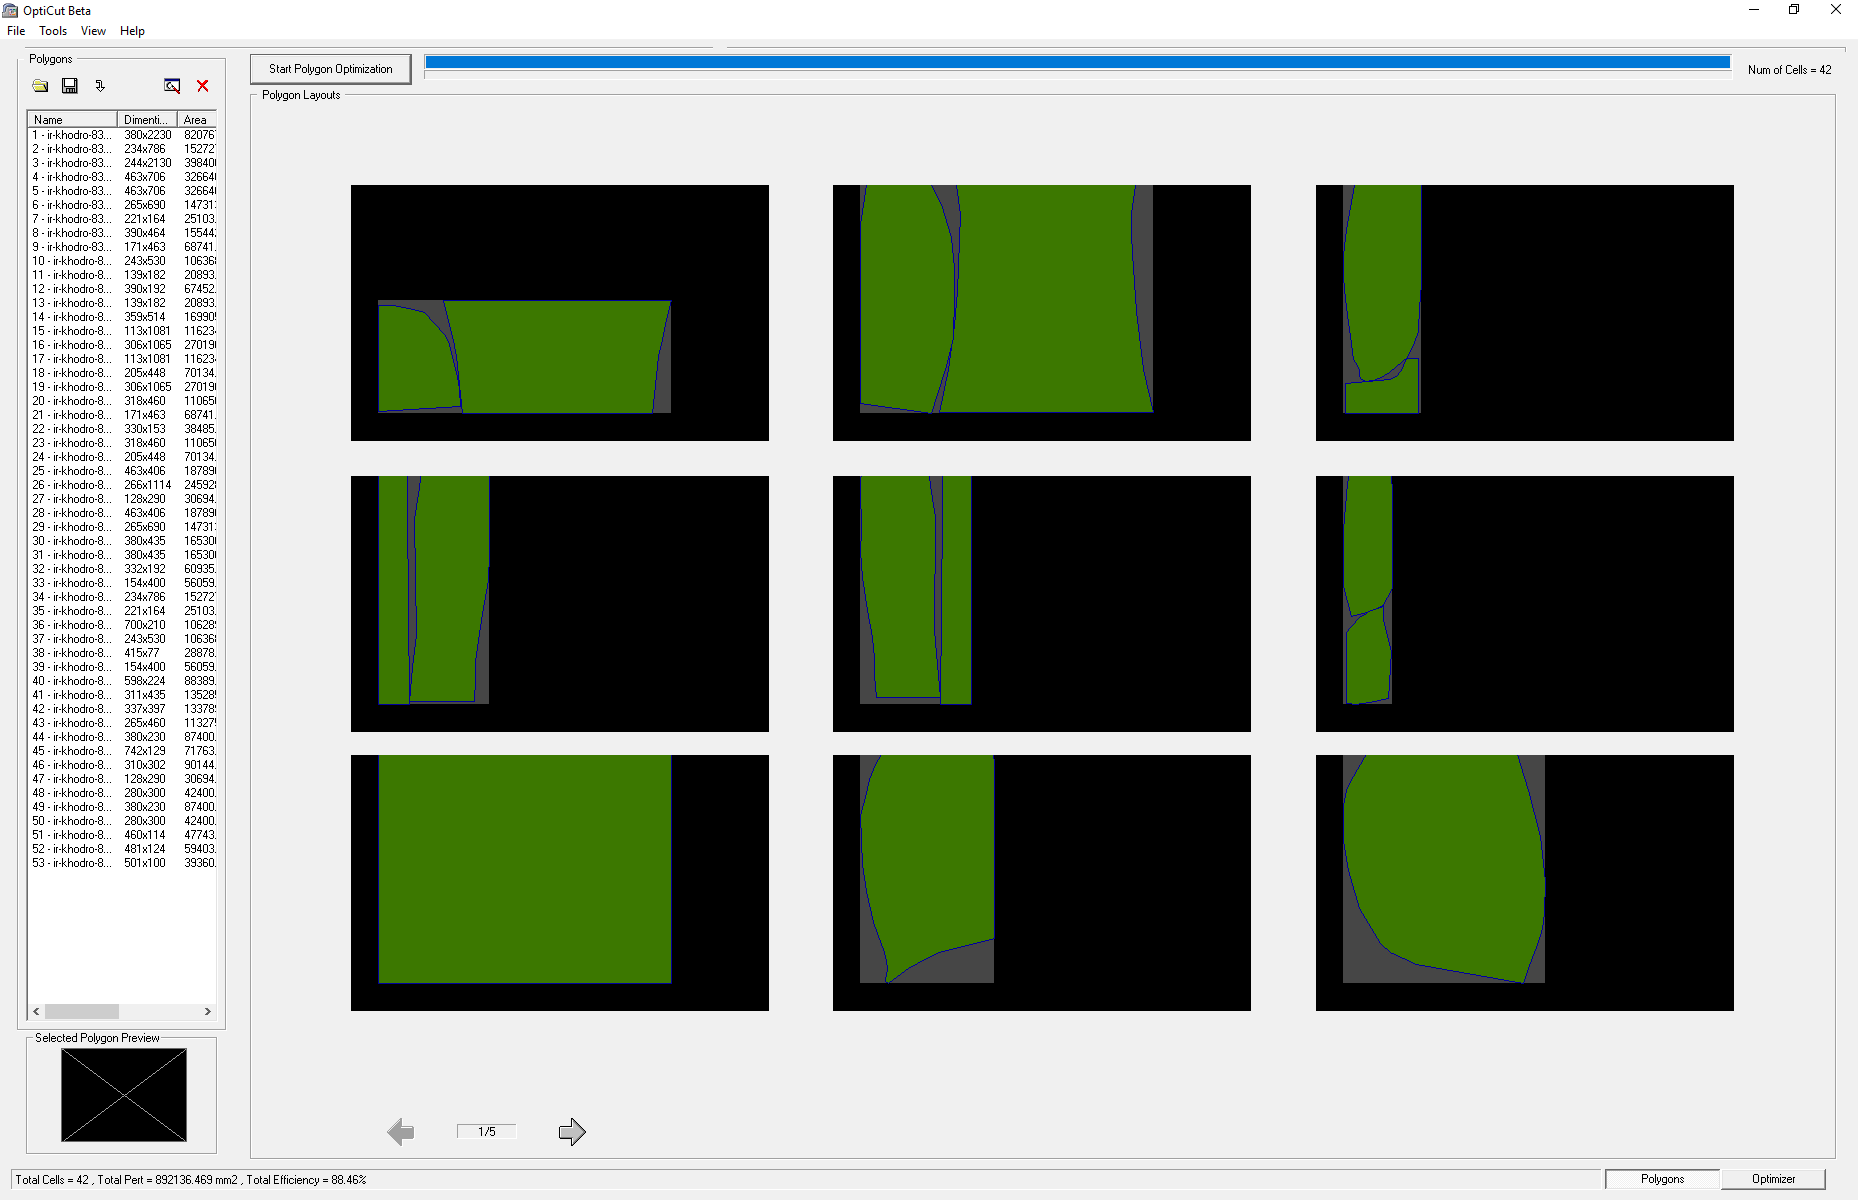 OptiCut Beta
File Tools View Help
Polygons
Start Polygon Optimization
Num of Cells = 42
Polygon Layouts
Name Dimenti... Area
1 - ir-khodro-83... 380x2230 82076
2 - ir-khodro-83... 234x786 15272
3 - ir-khodro-83... 244x2130 39840
4 - ir-khodro-83... 463x706 32664
5 - ir-khodro-83... 463x706 32664
6 - ir-khodro-83... 265x690 14731
7 - ir-khodro-83... 221x164 25103.
8 - ir-khodro-83... 390x464 15544
9 - ir-khodro-83... 171x463 68741.
10 - ir-khodro-8... 243x530 10636
11 - ir-khodro-8... 139x182 20893.
12 - ir-khodro-8... 390x192 67452.
13 - ir-khodro-8... 139x182 20893.
14 - ir-khodro-8... 359x514 16990
15 - ir-khodro-8... 113x1081 11623
16 - ir-khodro-8... 306x1065 27019
17 - ir-khodro-8... 113x1081 11623
18 - ir-khodro-8... 205x448 70134.
19 - ir-khodro-8... 306x1065 27019
20 - ir-khodro-8... 318x460 11065
21 - ir-khodro-8... 171x463 68741.
22 - ir-khodro-8... 330x153 38485.
23 - ir-khodro-8... 318x460 11065
24 - ir-khodro-8... 205x448 70134.
25 - ir-khodro-8... 463x406 18789
26 - ir-khodro-8... 266x1114 24592
27 - ir-khodro-8... 128x290 30694.
28 - ir-khodro-8... 463x406 18789
29 - ir-khodro-8... 265x690 14731
30 - ir-khodro-8... 380x435 16530
31 - ir-khodro-8... 380x435 16530
32 - ir-khodro-8... 332x192 60935.
33 - ir-khodro-8... 154x400 56059.
34 - ir-khodro-8... 234x786 15272
35 - ir-khodro-8... 221x164 25103.
36 - ir-khodro-8... 700x210 10628
37 - ir-khodro-8... 243x530 10636
38 - ir-khodro-8... 415x77 28878.
39 - ir-khodro-8... 154x400 56059.
40 - ir-khodro-8... 598x224 88389.
41 - ir-khodro-8... 311x435 13528
42 - ir-khodro-8... 337x397 13378
43 - ir-khodro-8... 265x460 11327
44 - ir-khodro-8... 380x230 87400.
45 - ir-khodro-8... 742x129 71763.
46 - ir-khodro-8... 310x302 90144.
47 - ir-khodro-8... 128x290 30694.
48 - ir-khodro-8... 280x300 42400.
49 - ir-khodro-8... 380x230 87400.
50 - ir-khodro-8... 280x300 42400.
51 - ir-khodro-8... 460x114 47743.
52 - ir-khodro-8... 481x124 59403.
53 - ir-khodro-8... 501x100 39360.
Selected Polygon Preview
1/5
Total Cells = 42 , Total Pert = 892136.469 mm2 , Total Efficiency = 88.46%
Polygons Optimizer